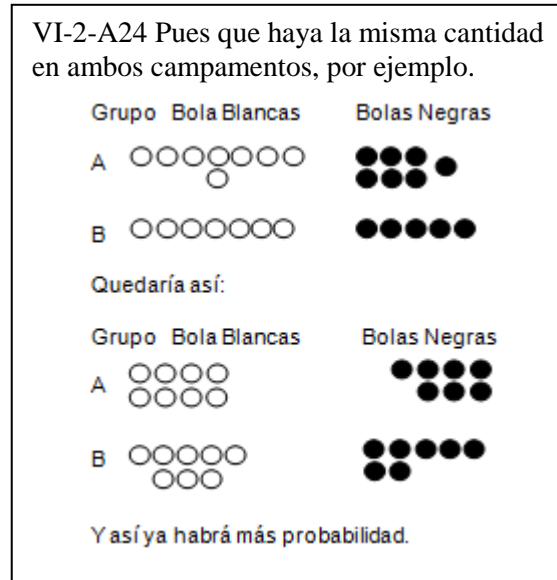 VI-2-A24 Pues que haya la misma cantidad
en ambos campamentos, por ejemplo.
Grupo Bola Blancas Bolas Negras
A
B
Quedaría así:
Grupo Bola Blancas Bolas Negras
A
B
Y así ya habrá más probabilidad.